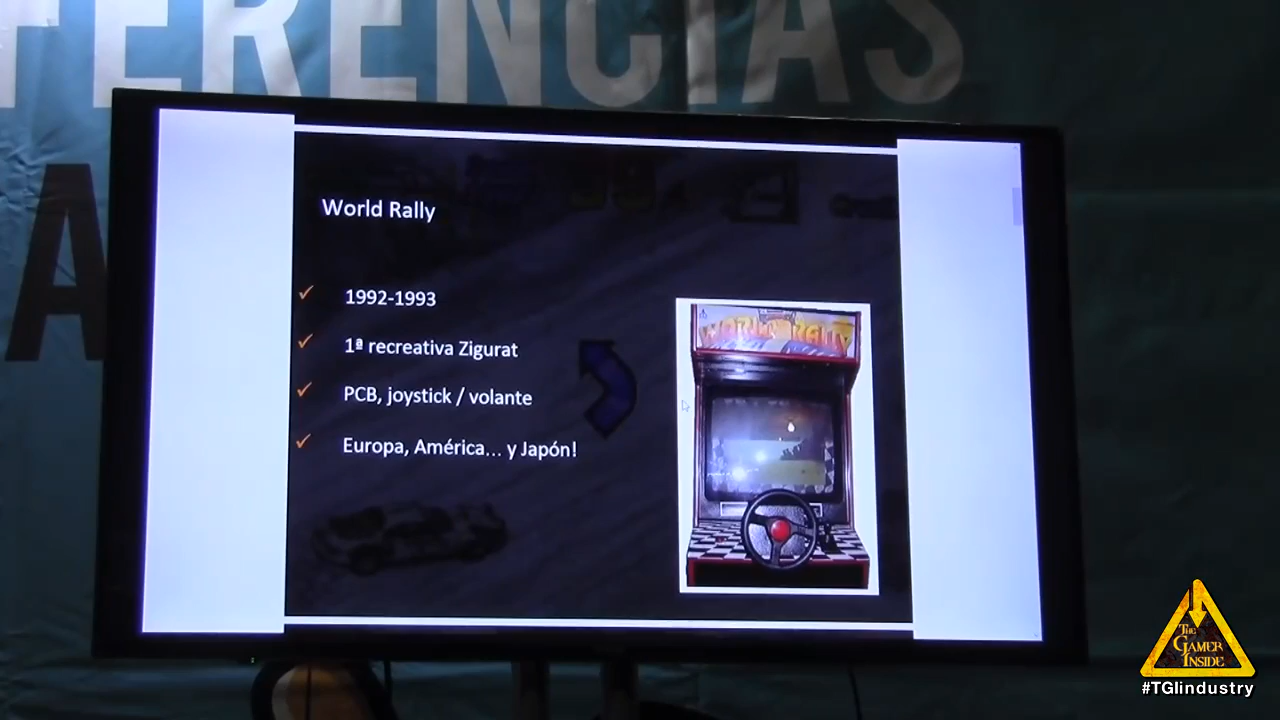 FERENCIAS
A
World Rally
1992-1993
1ª recreativa Zigurat
PCB, joystick / volante
Europa, América... y Japón!
WORLD RALLY
THE
GAMER
INSIDE
#TGIindustry